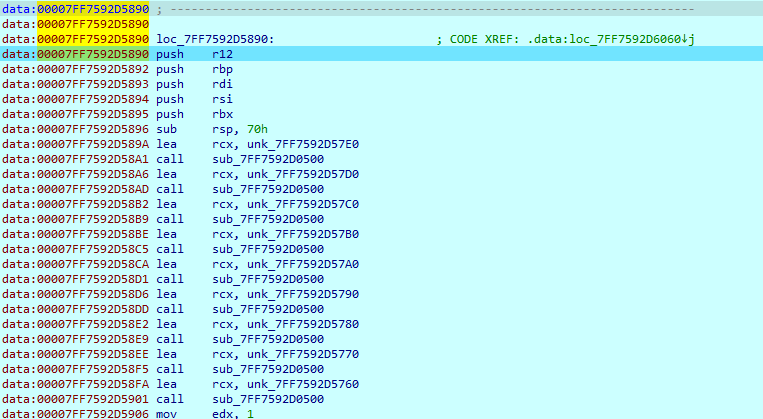 data:00007FF7592D5890 ; ---------------------------------------------------------------------------
data:00007FF7592D5890
data:00007FF7592D5890 loc_7FF7592D5890: ; CODE XREF: .data:loc_7FF7592D6060↓j
data:00007FF7592D5890 push r12
data:00007FF7592D5892 push rbp
data:00007FF7592D5893 push rdi
data:00007FF7592D5894 push rsi
data:00007FF7592D5895 push rbx
data:00007FF7592D5896 sub rsp, 70h
data:00007FF7592D589A lea rcx, unk_7FF7592D57E0
data:00007FF7592D58A1 call sub_7FF7592D0500
data:00007FF7592D58A6 lea rcx, unk_7FF7592D57D0
data:00007FF7592D58AD call sub_7FF7592D0500
data:00007FF7592D58B2 lea rcx, unk_7FF7592D57C0
data:00007FF7592D58B9 call sub_7FF7592D0500
data:00007FF7592D58BE lea rcx, unk_7FF7592D57B0
data:00007FF7592D58C5 call sub_7FF7592D0500
data:00007FF7592D58CA lea rcx, unk_7FF7592D57A0
data:00007FF7592D58D1 call sub_7FF7592D0500
data:00007FF7592D58D6 lea rcx, unk_7FF7592D5790
data:00007FF7592D58DD call sub_7FF7592D0500
data:00007FF7592D58E2 lea rcx, unk_7FF7592D5780
data:00007FF7592D58E9 call sub_7FF7592D0500
data:00007FF7592D58EE lea rcx, unk_7FF7592D5770
data:00007FF7592D58F5 call sub_7FF7592D0500
data:00007FF7592D58FA lea rcx, unk_7FF7592D5760
data:00007FF7592D5901 call sub_7FF7592D0500
data:00007FF7592D5906 mov edx, 1